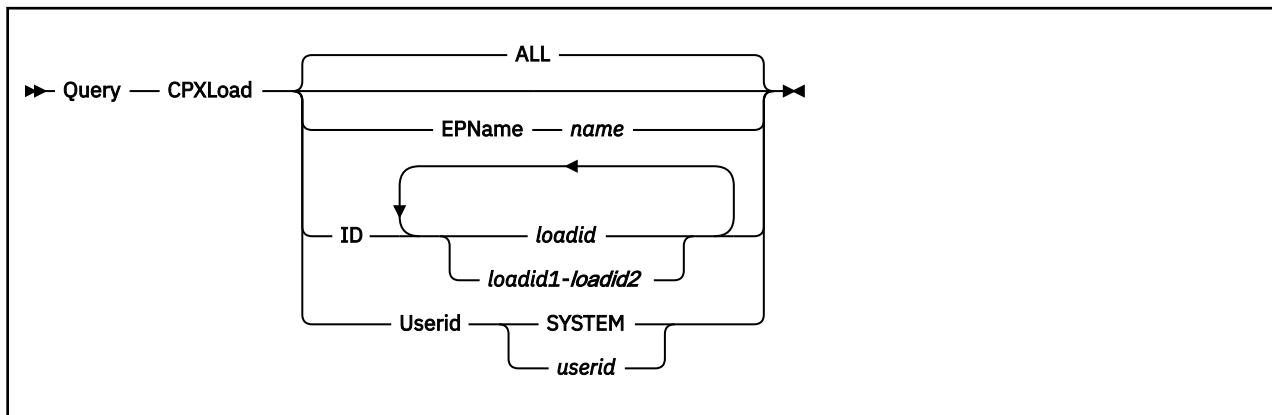 ALL
Query CPXLoad
EPName name
ID loadid
loadid1-loadid2
Userid SYSTEM
userid